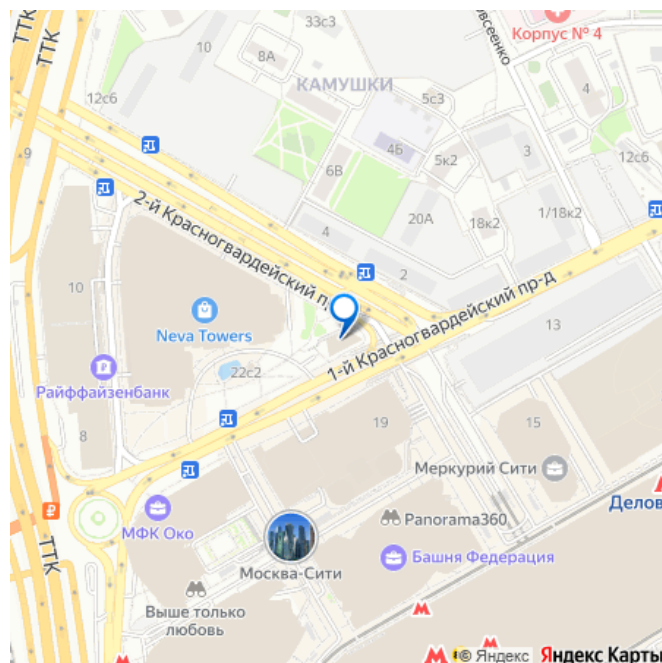 ТТК
ТТК
33с3
10
8А
овсеенко
Корпус № 4
КАМУШКИ
12с6
5с3
4
9
4Б
3
6В
5к2
12с6
2-й Красногвардейский пр-
20А
18к2
1/18к2
4
2
10
1-й Красногвардейский пр-д
Neva Towers
13
22с2
Райффайзенбанк
8
19
15
Меркурий Сити
Делов
МФК Око
Panorama360
ТТК
Башня Федерация
Москва-Сити
Выше только
любовь
© Яндекс Яндекс Карты